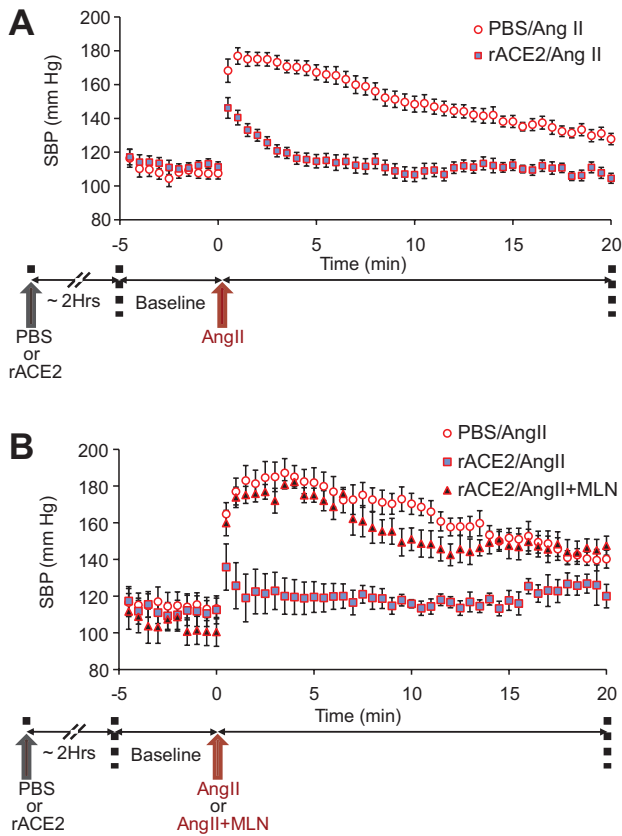 A
PBS/Ang II
rACE2/Ang II
SBP (mm Hg)
200
180
160
140
120
100
80
-5
0
5
10
15
20
Time (min)
~ 2Hrs
Baseline
PBS
or
rACE2
AngII
B
PBS/AngII
rACE2/AngII
rACE2/AngII+MLN
SBP (mm Hg)
200
180
160
140
120
100
80
-5
0
5
10
15
20
Time (min)
~ 2Hrs
Baseline
PBS
or
rACE2
AngII
or
AngII+MLN